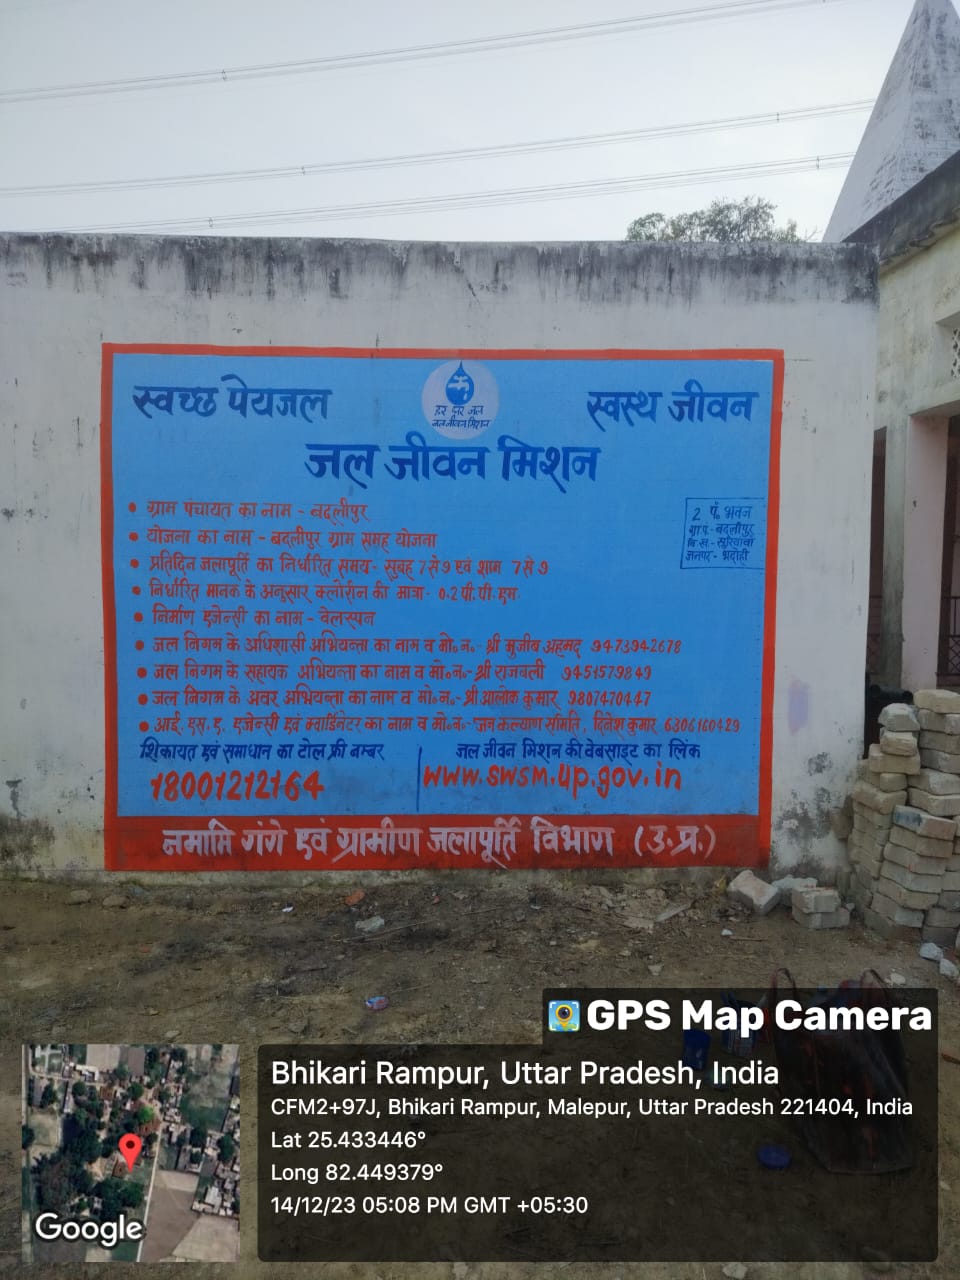 स्वच्छ पेयजल
हर घर जल
जल जीवन मिशन
स्वस्थ जीवन
जल जीवन मिशन
• ग्राम पंचायत का नाम - बदलीपुर
• योजना का नाम - बदलीपुर ग्राम समूह योजना
• प्रतिदिन जलापूर्ति का निर्धारित समय - सुबह 7 से 9 एवं शाम 7 से 9
• निर्धारित मानक के अनुसार क्लोरीन की मात्रा - 0.2 पी.पी.एम.
• निर्माण एजेन्सी का नाम - वेलस्पन
• जल निगम के अधिशासी अभियन्ता का नाम व मो०न०- श्री मुजीब अहमद 9473942678
• जल निगम के सहायक अभियन्ता का नाम व मो०न०- श्री राजबली 9451579849
• जल निगम के अवर अभियन्ता का नाम व मो०न०- श्री आलोक कुमार 9807470447
• आई. एस. ए. एजेन्सी एवं क्वार्डिनेटर का नाम व मो०न०- जन कल्याण समिति, दिनेश कुमार 6306160429
2 पं० भवन
ग्रा.पं.- बदलीपुर
वि.ख.- सुरियावां
जनपद - भदोही
शिकायत एवं समाधान का टोल फ्री नम्बर
18001212164
जल जीवन मिशन की वेबसाइट का लिंक
www.swsm.up.gov.in
नमामि गंगे एवं ग्रामीण जलापूर्ति विभाग (उ.प्र.)
GPS Map Camera
Bhikari Rampur, Uttar Pradesh, India
CFM2+97J, Bhikari Rampur, Malepur, Uttar Pradesh 221404, India
Lat 25.433446°
Long 82.449379°
14/12/23 05:08 PM GMT +05:30
Google